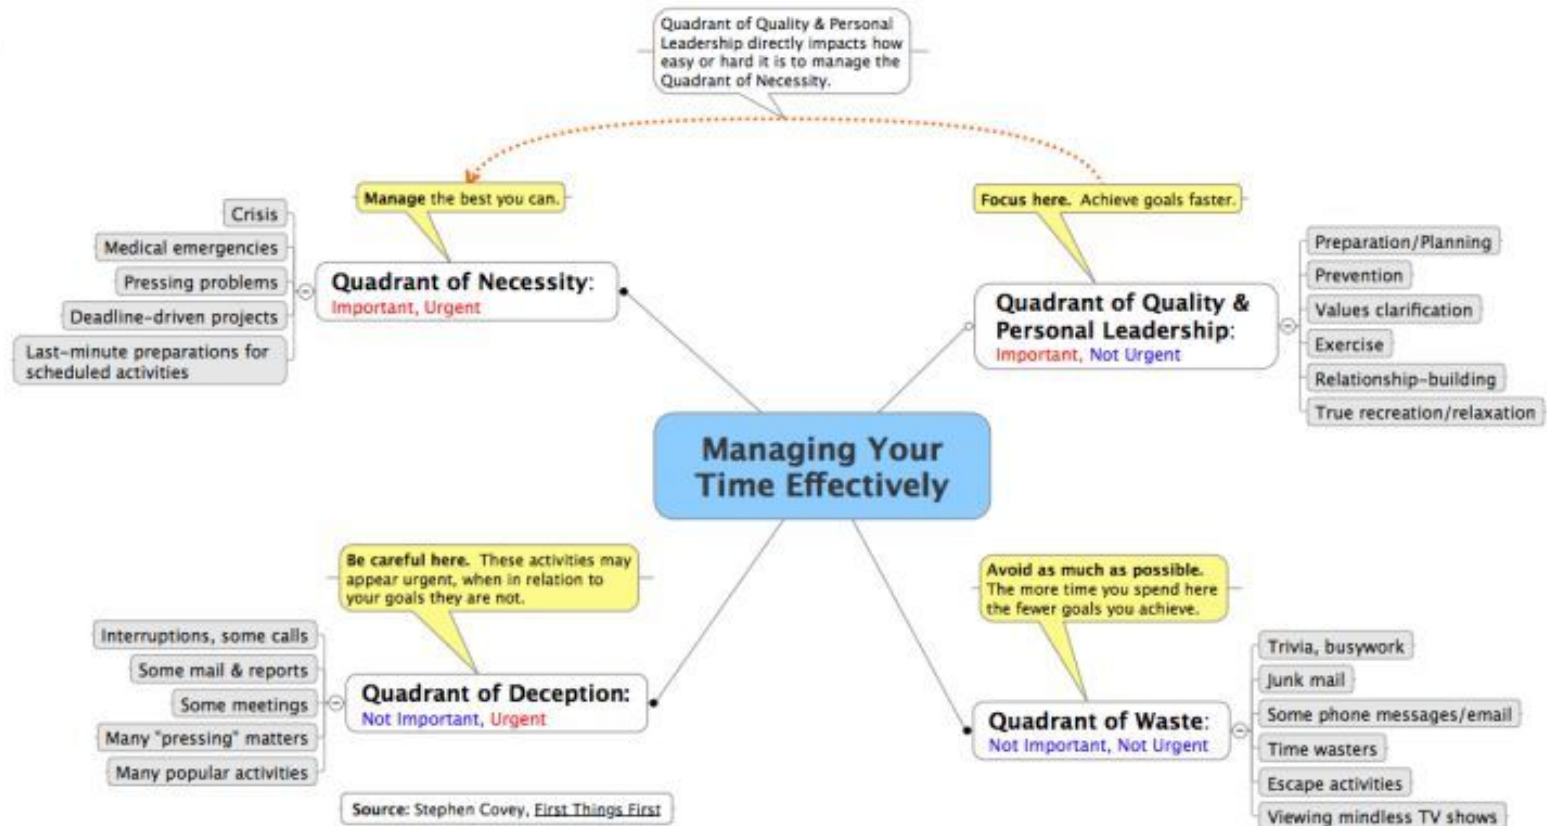 Quadrant of Quality & Personal
Leadership directly impacts how
easy or hard it is to manage the
Quadrant of Necessity.
Manage the best you can.
Crisis
Medical emergencies
Pressing problems
Deadline-driven projects
Last-minute preparations for
scheduled activities
Quadrant of Necessity:
Important, Urgent
Focus here. Achieve goals faster.
Quadrant of Quality &
Personal Leadership:
Important, Not Urgent
Preparation/Planning
Prevention
Values clarification
Exercise
Relationship-building
True recreation/relaxation
Managing Your
Time Effectively
Be careful here. These activities may
appear urgent, when in relation to
your goals they are not.
Interruptions, some calls
Some mail & reports
Some meetings
Many "pressing" matters
Many popular activities
Quadrant of Deception:
Not Important, Urgent
Avoid as much as possible.
The more time you spend here
the fewer goals you achieve.
Quadrant of Waste:
Not Important, Not Urgent
Trivia, busywork
Junk mail
Some phone messages/email
Time wasters
Escape activities
Viewing mindless TV shows
Source: Stephen Covey, First Things First